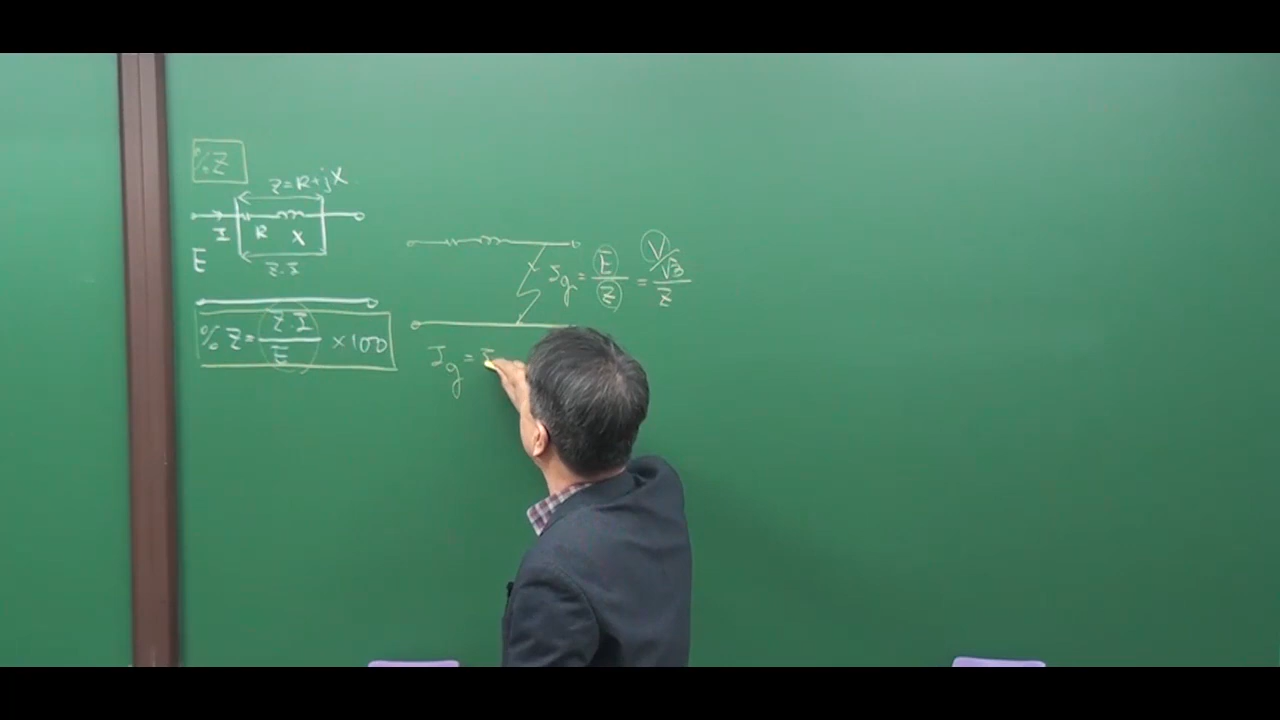 %Z
Z=R+jX
I R X
E
Z·I
%Z = Z·I / E ×100
Ig = E / Z = V/√3 / Z
Ig =